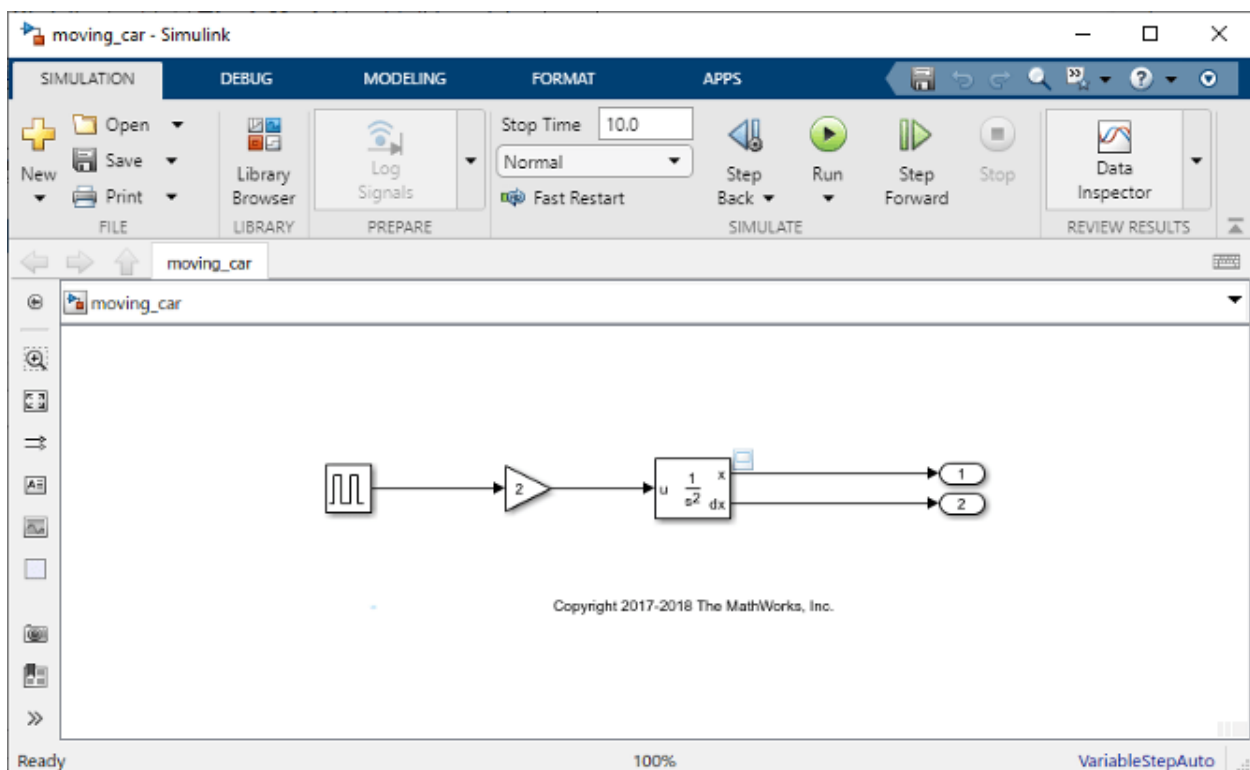 moving_car - Simulink
SIMULATION DEBUG MODELING FORMAT APPS
New
Open
Save
Print
FILE
Library
Browser
LIBRARY
Log
Signals
PREPARE
Stop Time 10.0
Normal
Fast Restart
Step
Back
Run
Step
Forward
Stop
SIMULATE
Data
Inspector
REVIEW RESULTS
moving_car
moving_car
2
u 1 x
s2 dx
1
2
Copyright 2017-2018 The MathWorks, Inc.
Ready 100% VariableStepAuto